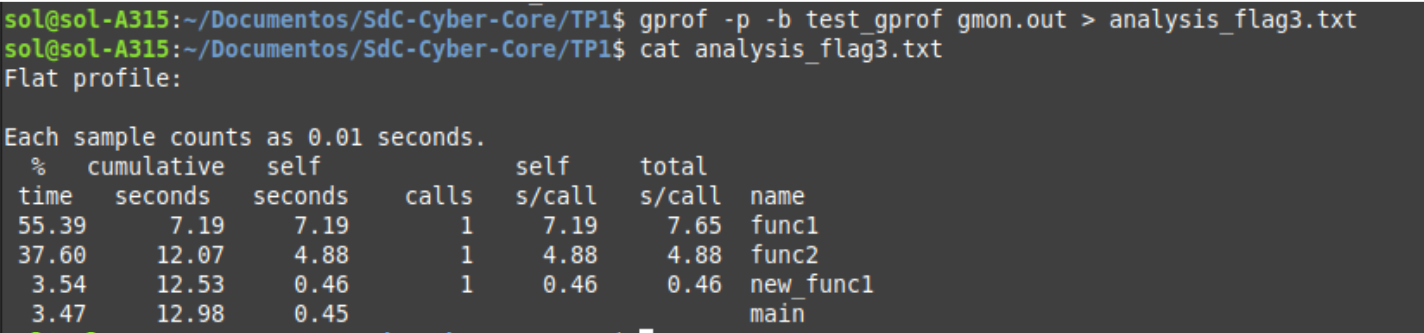 sol@sol-A315:~/Documentos/SdC-Cyber-Core/TP1$ gprof -p -b test_gprof gmon.out > analysis_flag3.txt
sol@sol-A315:~/Documentos/SdC-Cyber-Core/TP1$ cat analysis_flag3.txt
Flat profile:

Each sample counts as 0.01 seconds.
  %   cumulative   self              self     total
 time   seconds   seconds    calls   s/call   s/call  name
 55.39      7.19     7.19        1     7.19     7.65  func1
 37.60     12.07     4.88        1     4.88     4.88  func2
  3.54     12.53     0.46        1     0.46     0.46  new_func1
  3.47     12.98     0.45                             main